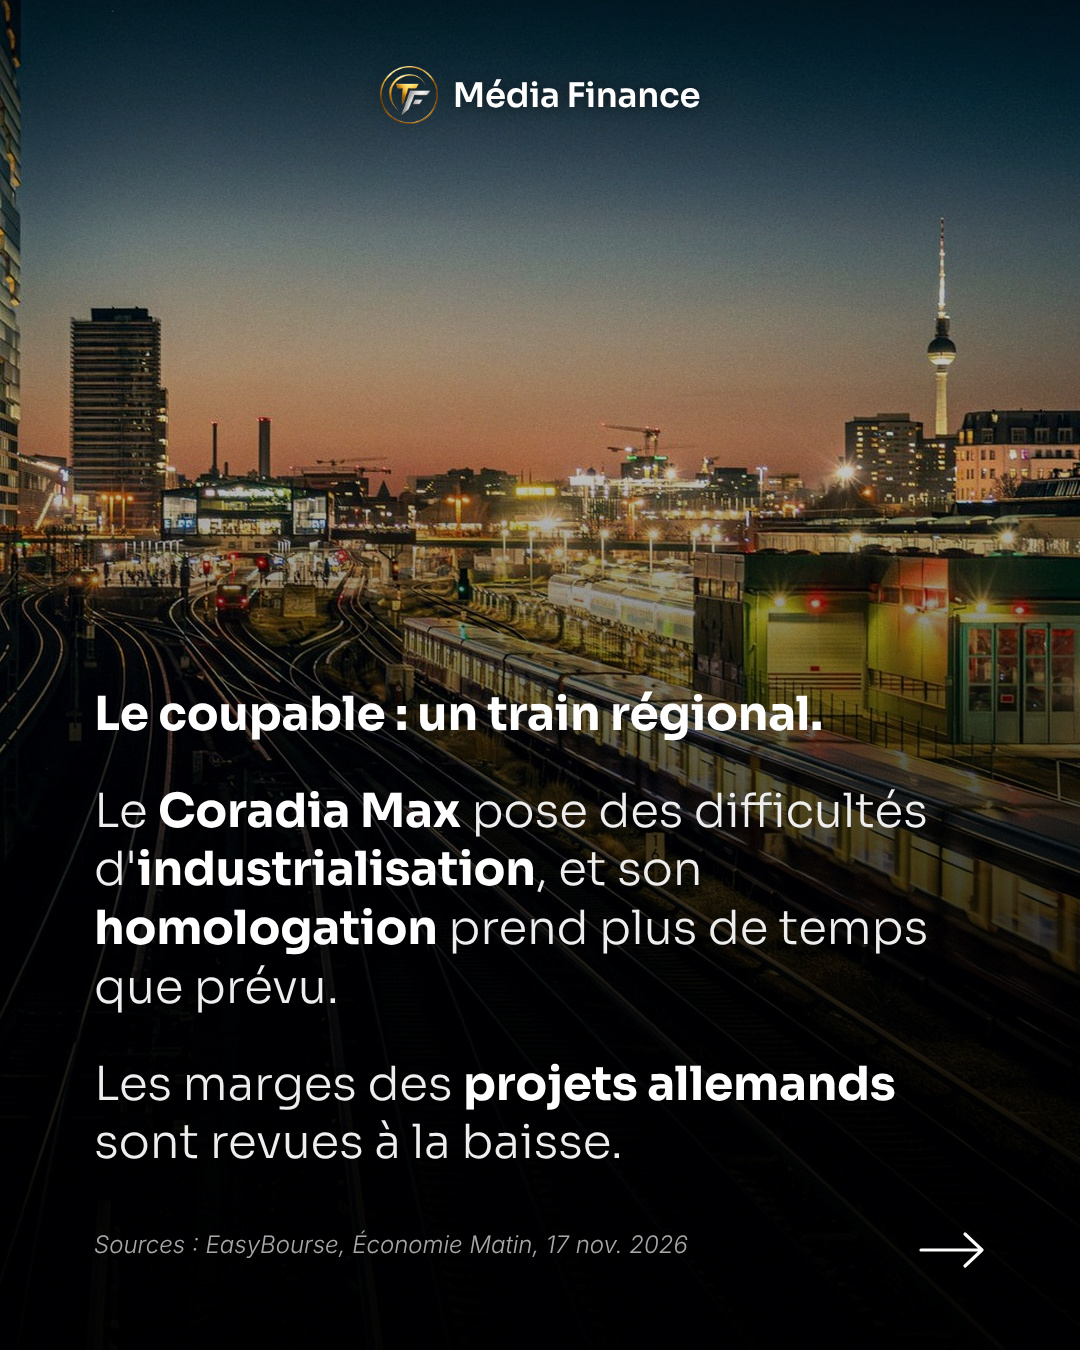 TF Média Finance
Le coupable : un train régional.
Le Coradia Max pose des difficultés
d'industrialisation, et son
homologation prend plus de temps
que prévu.
Les marges des projets allemands
sont revues à la baisse.
Sources : EasyBourse, Économie Matin, 17 nov. 2026